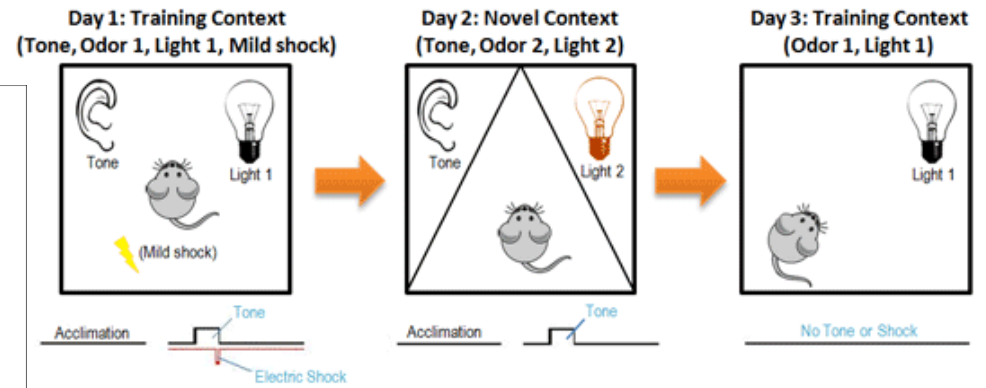 Day 1: Training Context
(Tone, Odor 1, Light 1, Mild shock)
Tone
Light 1
(Mild shock)
Acclimation
Tone
Electric Shock
Day 2: Novel Context
(Tone, Odor 2, Light 2)
Tone
Light 2
Acclimation
Tone
Day 3: Training Context
(Odor 1, Light 1)
Light 1
No Tone or Shock